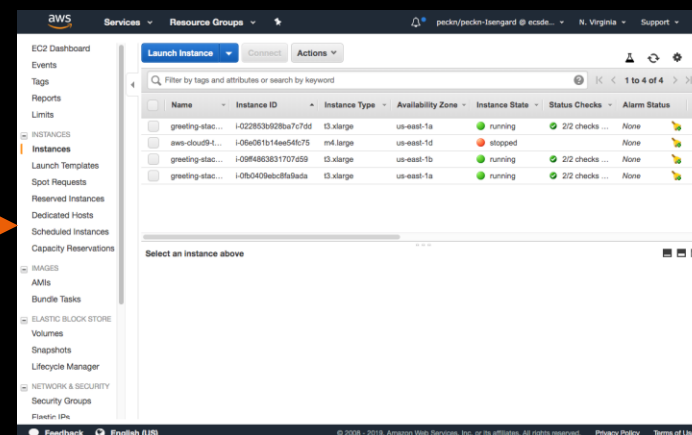 aws Services Resource Groups peckn/peckn-Isengard @ ecsde... N. Virginia Support
EC2 Dashboard
Events
Tags
Reports
Limits
INSTANCES
Instances
Launch Templates
Spot Requests
Reserved Instances
Dedicated Hosts
Scheduled Instances
Capacity Reservations
IMAGES
AMIs
Bundle Tasks
ELASTIC BLOCK STORE
Volumes
Snapshots
Lifecycle Manager
NETWORK & SECURITY
Security Groups
Elastic IPs
Launch Instance Connect Actions
Filter by tags and attributes or search by keyword 1 to 4 of 4
Name Instance ID Instance Type Availability Zone Instance State Status Checks Alarm Status
greeting-stac... i-022853b928ba7c7dd t3.xlarge us-east-1a running 2/2 checks ... None
aws-cloud9-t... i-06e061b14ee54fc75 m4.large us-east-1d stopped None
greeting-stac... i-09ff4863831707d59 t3.xlarge us-east-1b running 2/2 checks ... None
greeting-stac... i-0fb0409ebc8fa9ada t3.xlarge us-east-1a running 2/2 checks ... None
Select an instance above
Feedback English (US) © 2008 - 2019, Amazon Web Services, Inc. or its affiliates. All rights reserved. Privacy Policy Terms of Us